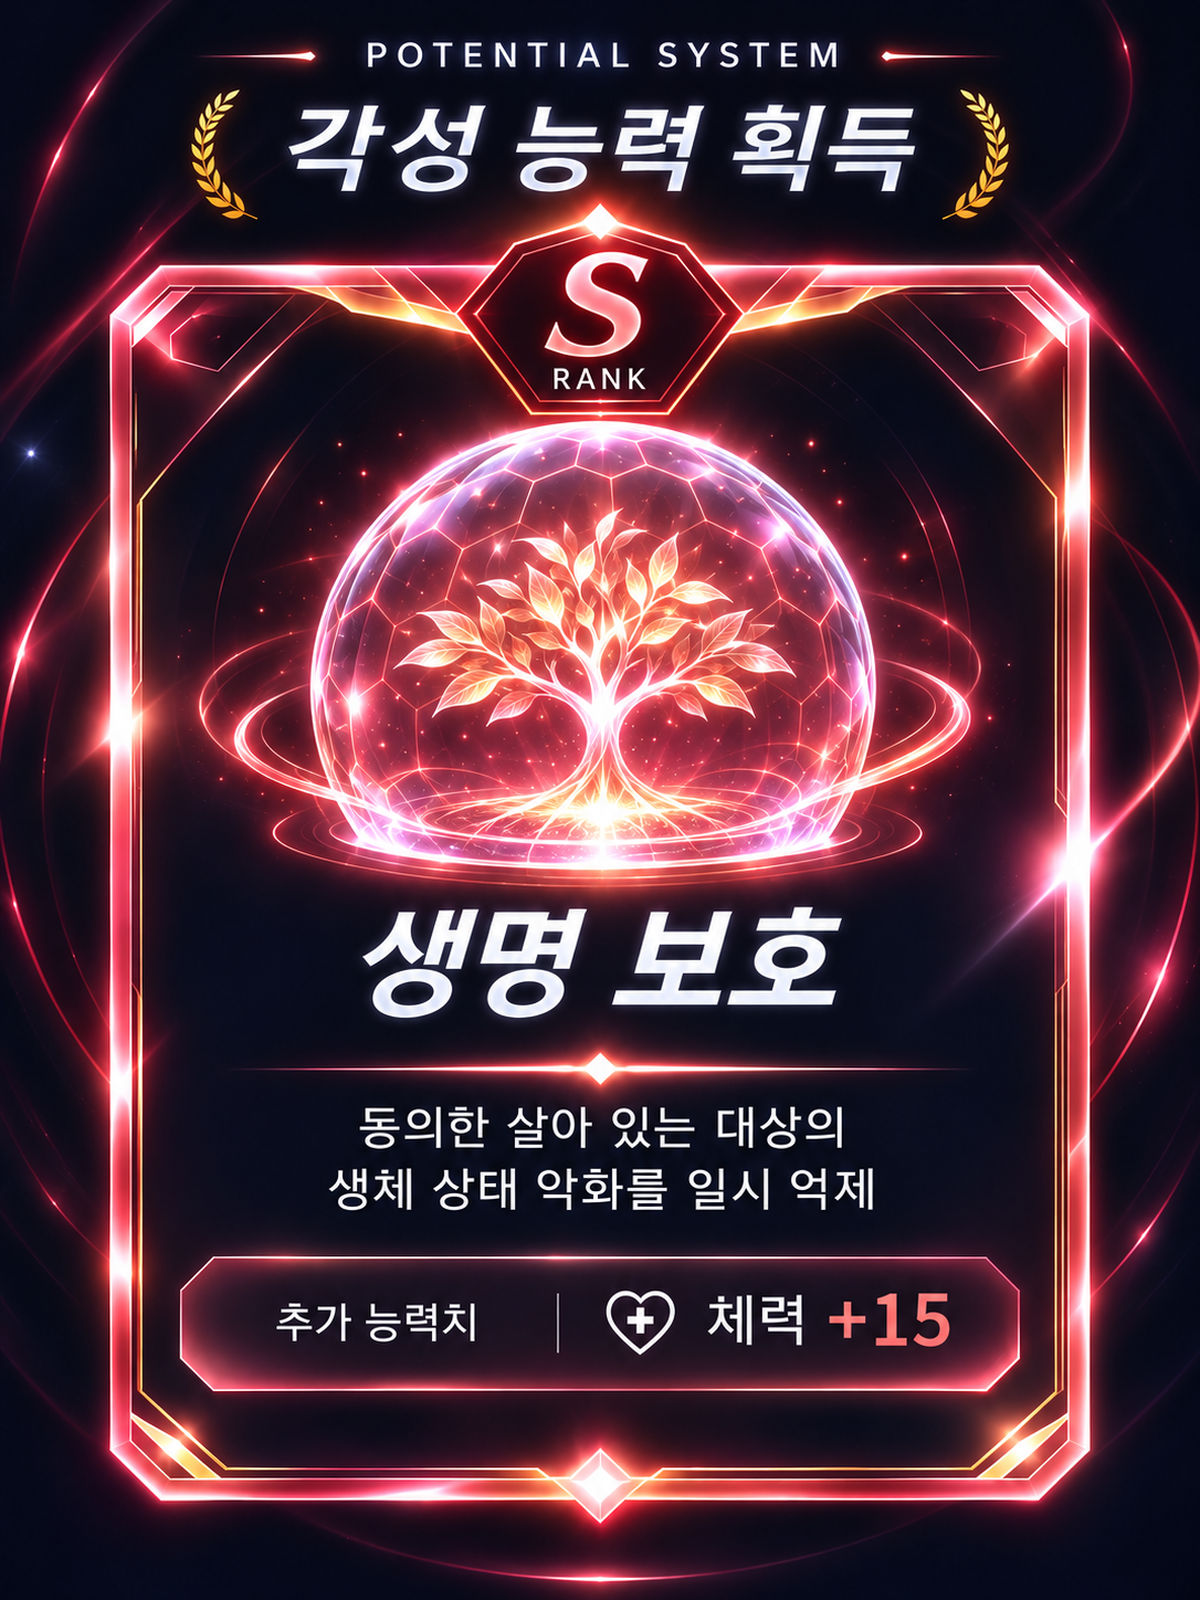 POTENTIAL SYSTEM
각성 능력 획득
S
RANK
생명 보호
동의한 살아 있는 대상의
생체 상태 악화를 일시 억제
추가 능력치 체력 +15